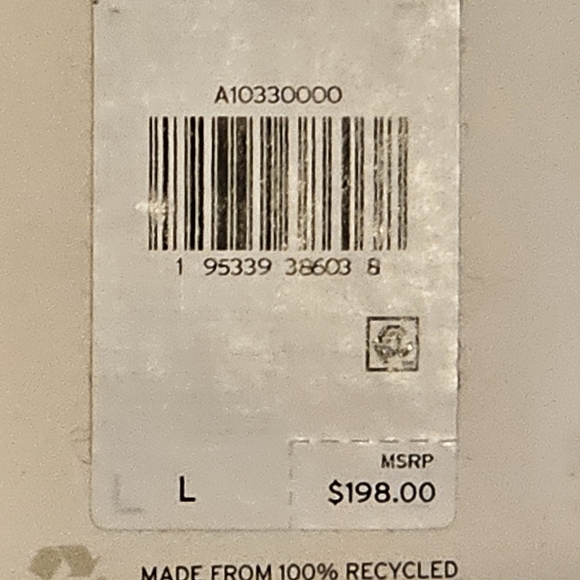 A10330000
1 95339 38603 8
MSRP
L $198.00
MADE FROM 100% RECYCLED